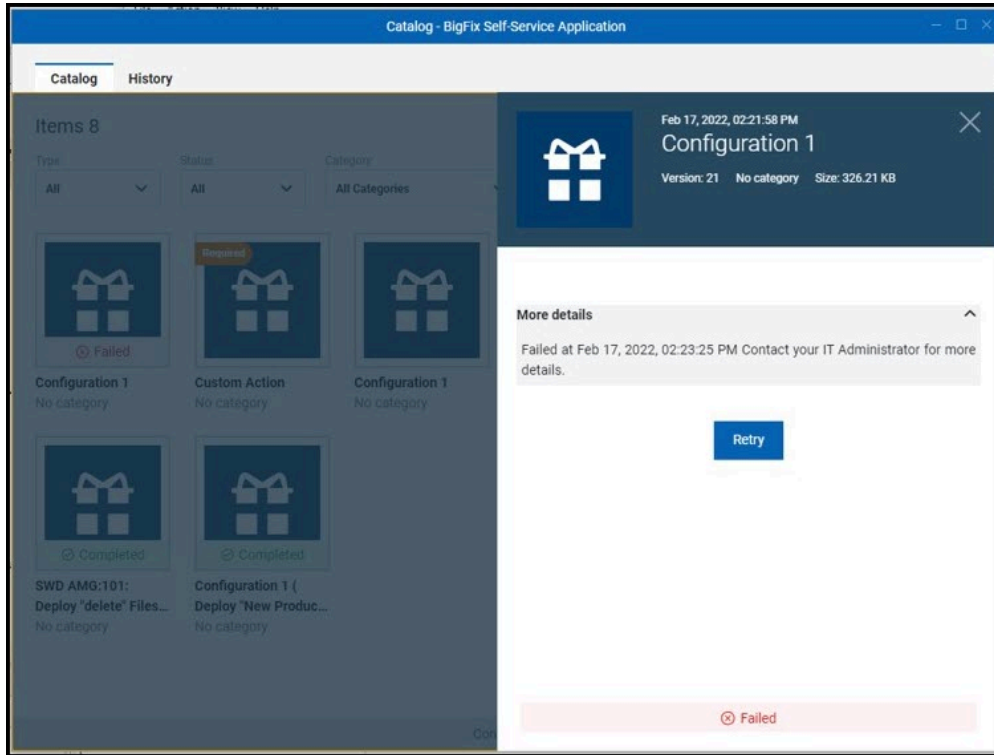 Catalog - BigFix Self-Service Application
Catalog
History
Items 8
Type
Status
Category
All
All
All Categories
Failed
Configuration 1
No category
Required
Custom Action
No category
Configuration 1
No category
Completed
SWD AMG:101:
Deploy "delete" Files...
No category
Completed
Configuration 1 (
Deploy "New Produc...
No category
Feb 17, 2022, 02:21:58 PM
Configuration 1
Version: 21 No category Size: 326.21 KB
More details
Failed at Feb 17, 2022, 02:23:25 PM Contact your IT Administrator for more
details.
Retry
Failed